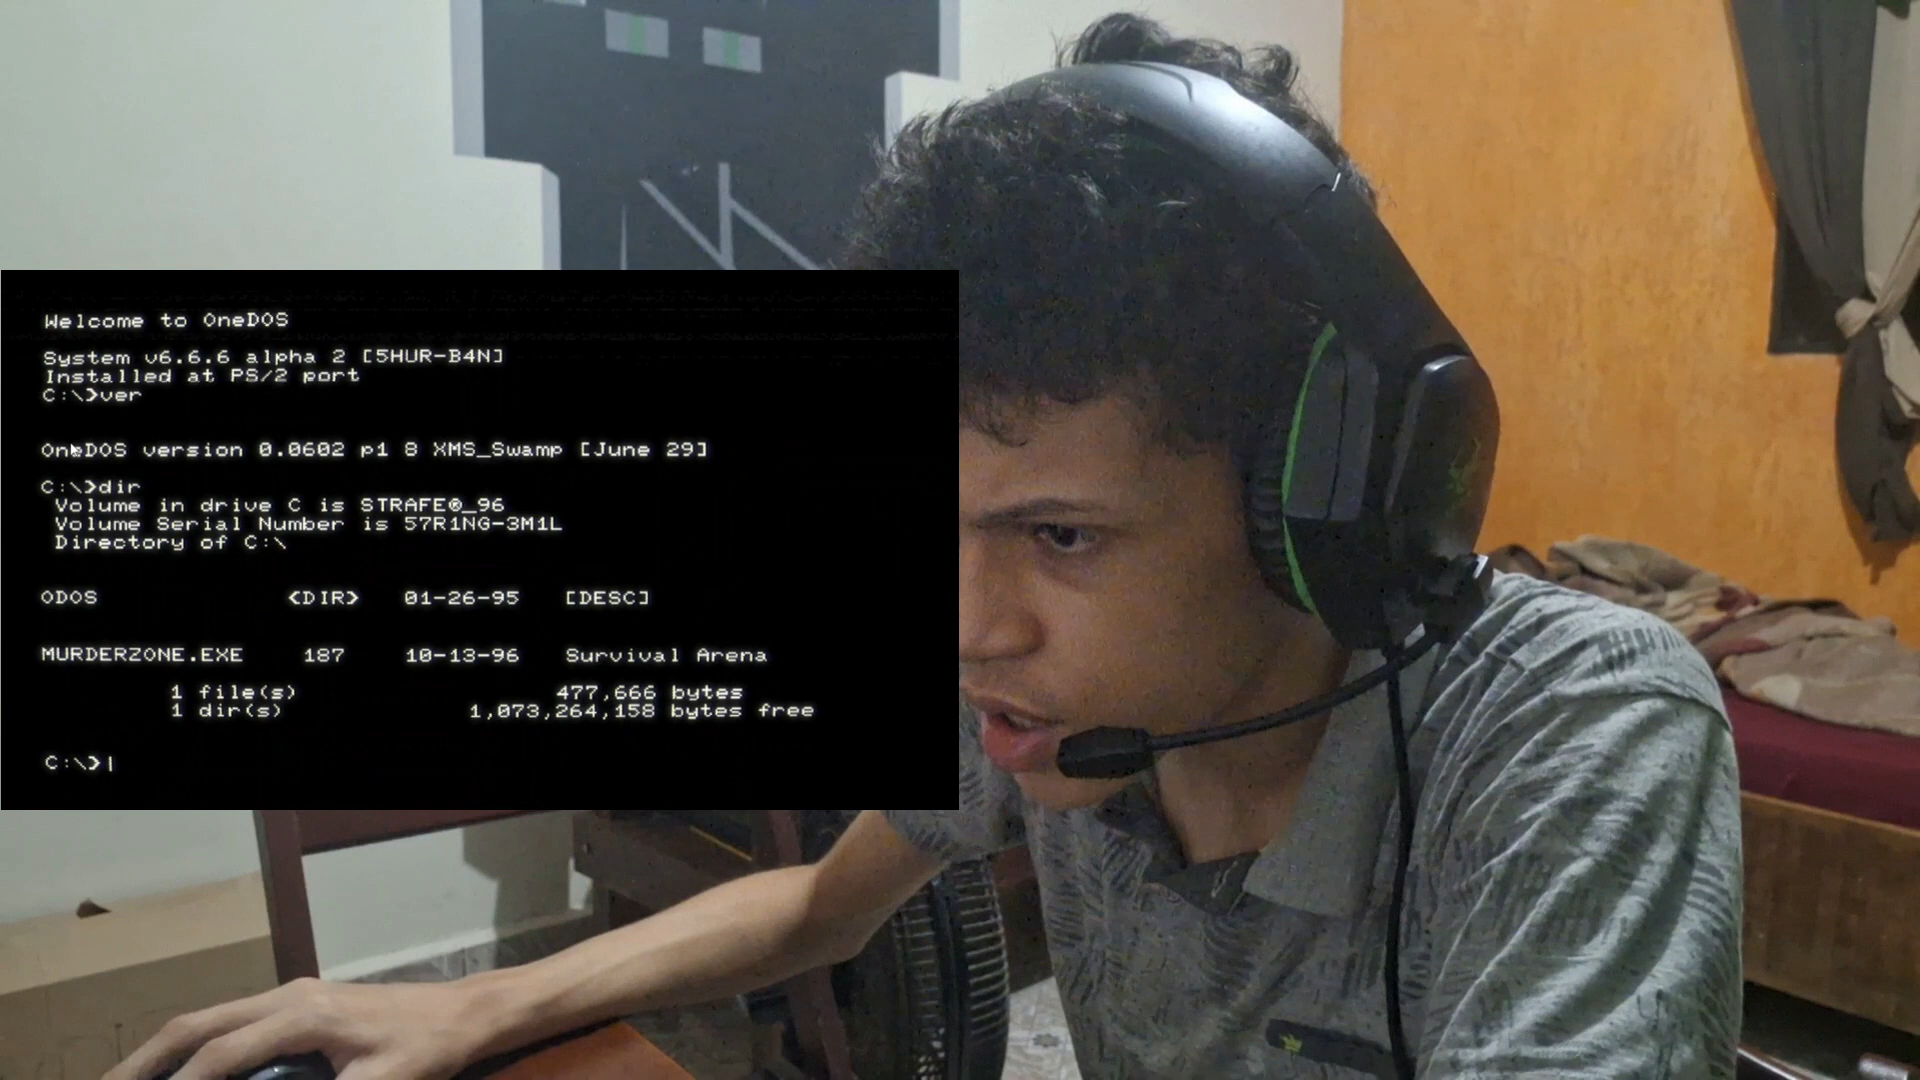 Welcome to OneDOS
System v6.6.6 alpha 2 [5HUR-B4N]
Installed at PS/2 port
C:\>ver
OneDOS version 0.0602 p1 8 XMS_Swamp [June 29]
C:\>dir
Volume in drive C is STRAFE®_96
Volume Serial Number is 57R1NG-3M1L
Directory of C:\
ODOS <DIR> 01-26-95 [DESC]
MURDERZONE.EXE 187 10-13-96 Survival Arena
1 file(s) 477,666 bytes
1 dir(s) 1,073,264,158 bytes free
C:\>